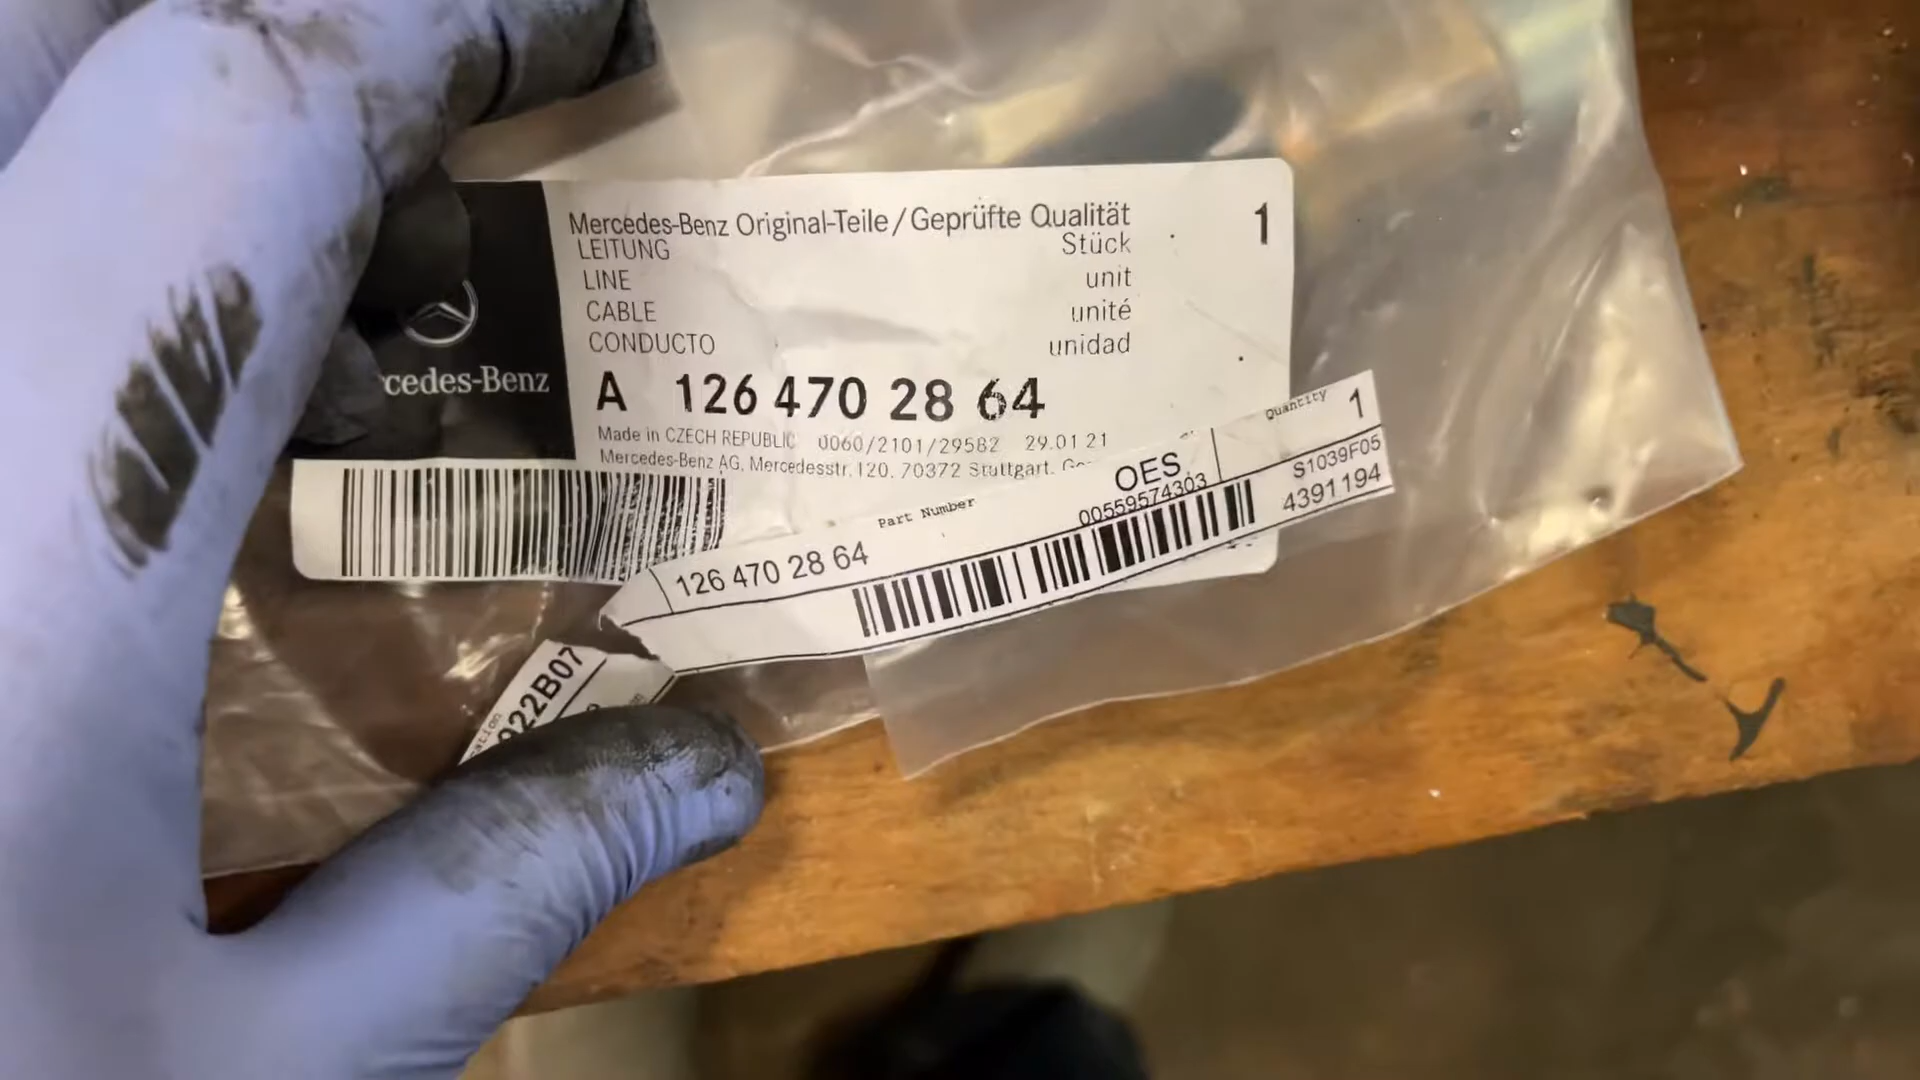 Mercedes-Benz Original-Teile/Geprüfte Qualität 1
LEITUNG Stück
LINE unit
CABLE unité
CONDUCTO unidad
cedes-Benz
A 126 470 28 64
Made in CZECH REPUBLIC 0060/2101/29582 29.01 21
Mercedes-Benz AG, Mercedesstr. 120, 70372 Stuttgart.
Quantity 1
Part Number OES
00559574303
S1039F05
126 470 28 64
4391194
022B07